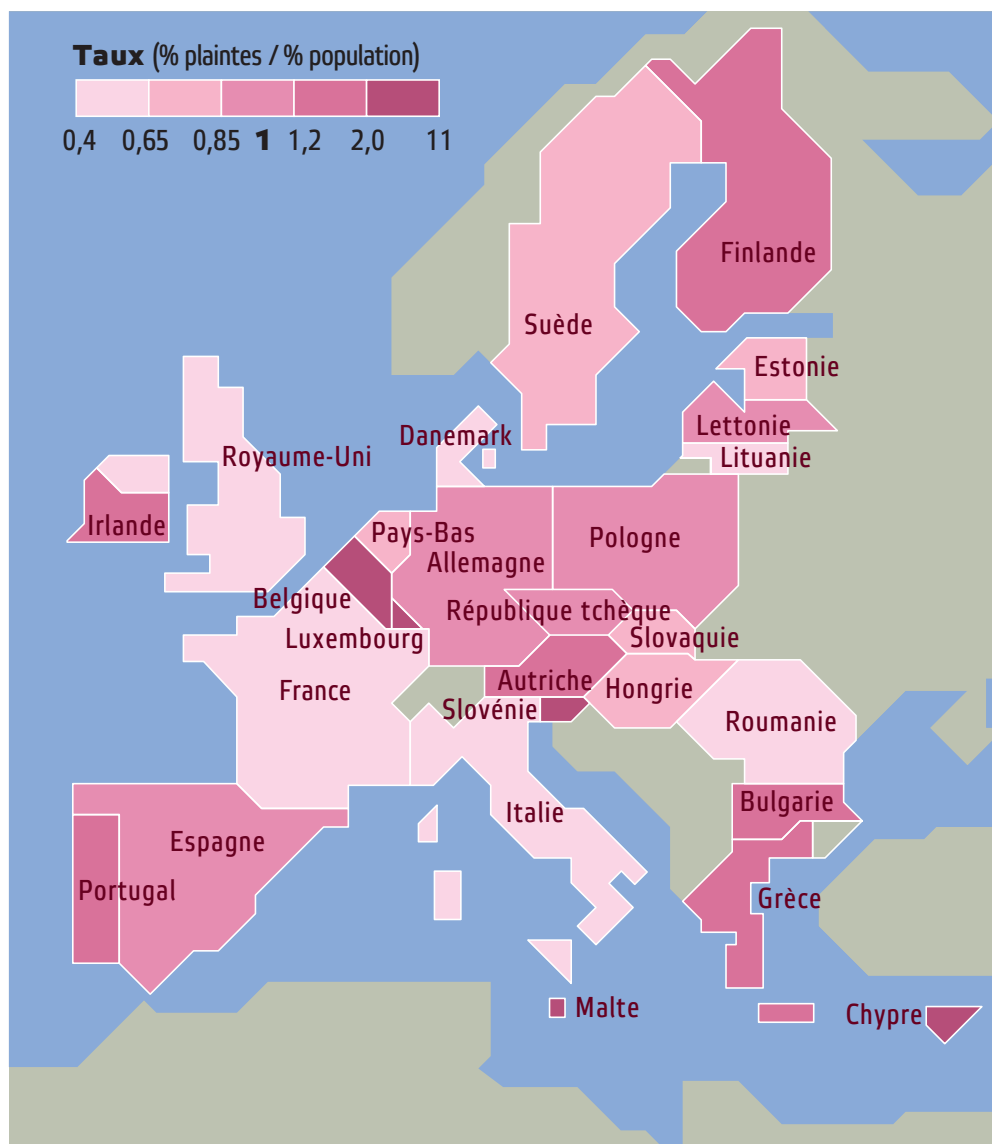 Taux (% plaintes / % population)
0,4 0,65 0,85 1 1,2 2,0 11
Finlande
Suède
Estonie
Lettonie
Lituanie
Danemark
Royaume-Uni
Irlande
Pays-Bas
Pologne
Allemagne
Belgique
République tchèque
Luxembourg
Slovaquie
France
Autriche
Hongrie
Slovénie
Roumanie
Bulgarie
Italie
Espagne
Portugal
Grèce
Malte
Chypre